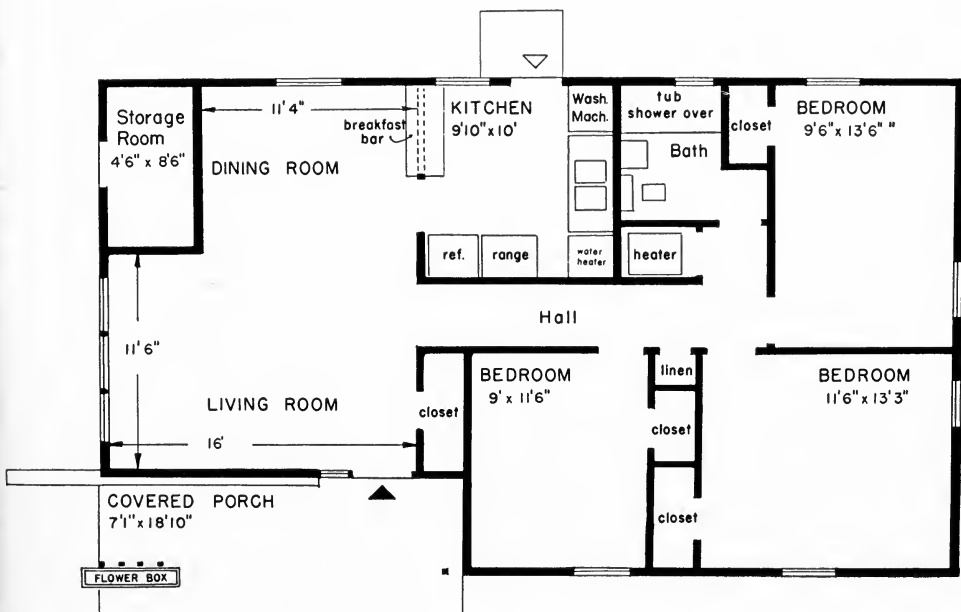 Storage
Room
4'6" x 8'6"
11'4"
breakfast
bar
KITCHEN
9'10" x 10'
Wash.
Mach.
tub
shower over
closet
BEDROOM
9'6" x 13'6" "
DINING ROOM
Bath
ref.
range
water
heater
heater
Hall
11'6"
LIVING ROOM
16'
closet
BEDROOM
9' x 11'6"
linen
closet
closet
BEDROOM
11'6" x 13'3"
COVERED PORCH
7'1" x 18'10"
FLOWER BOX